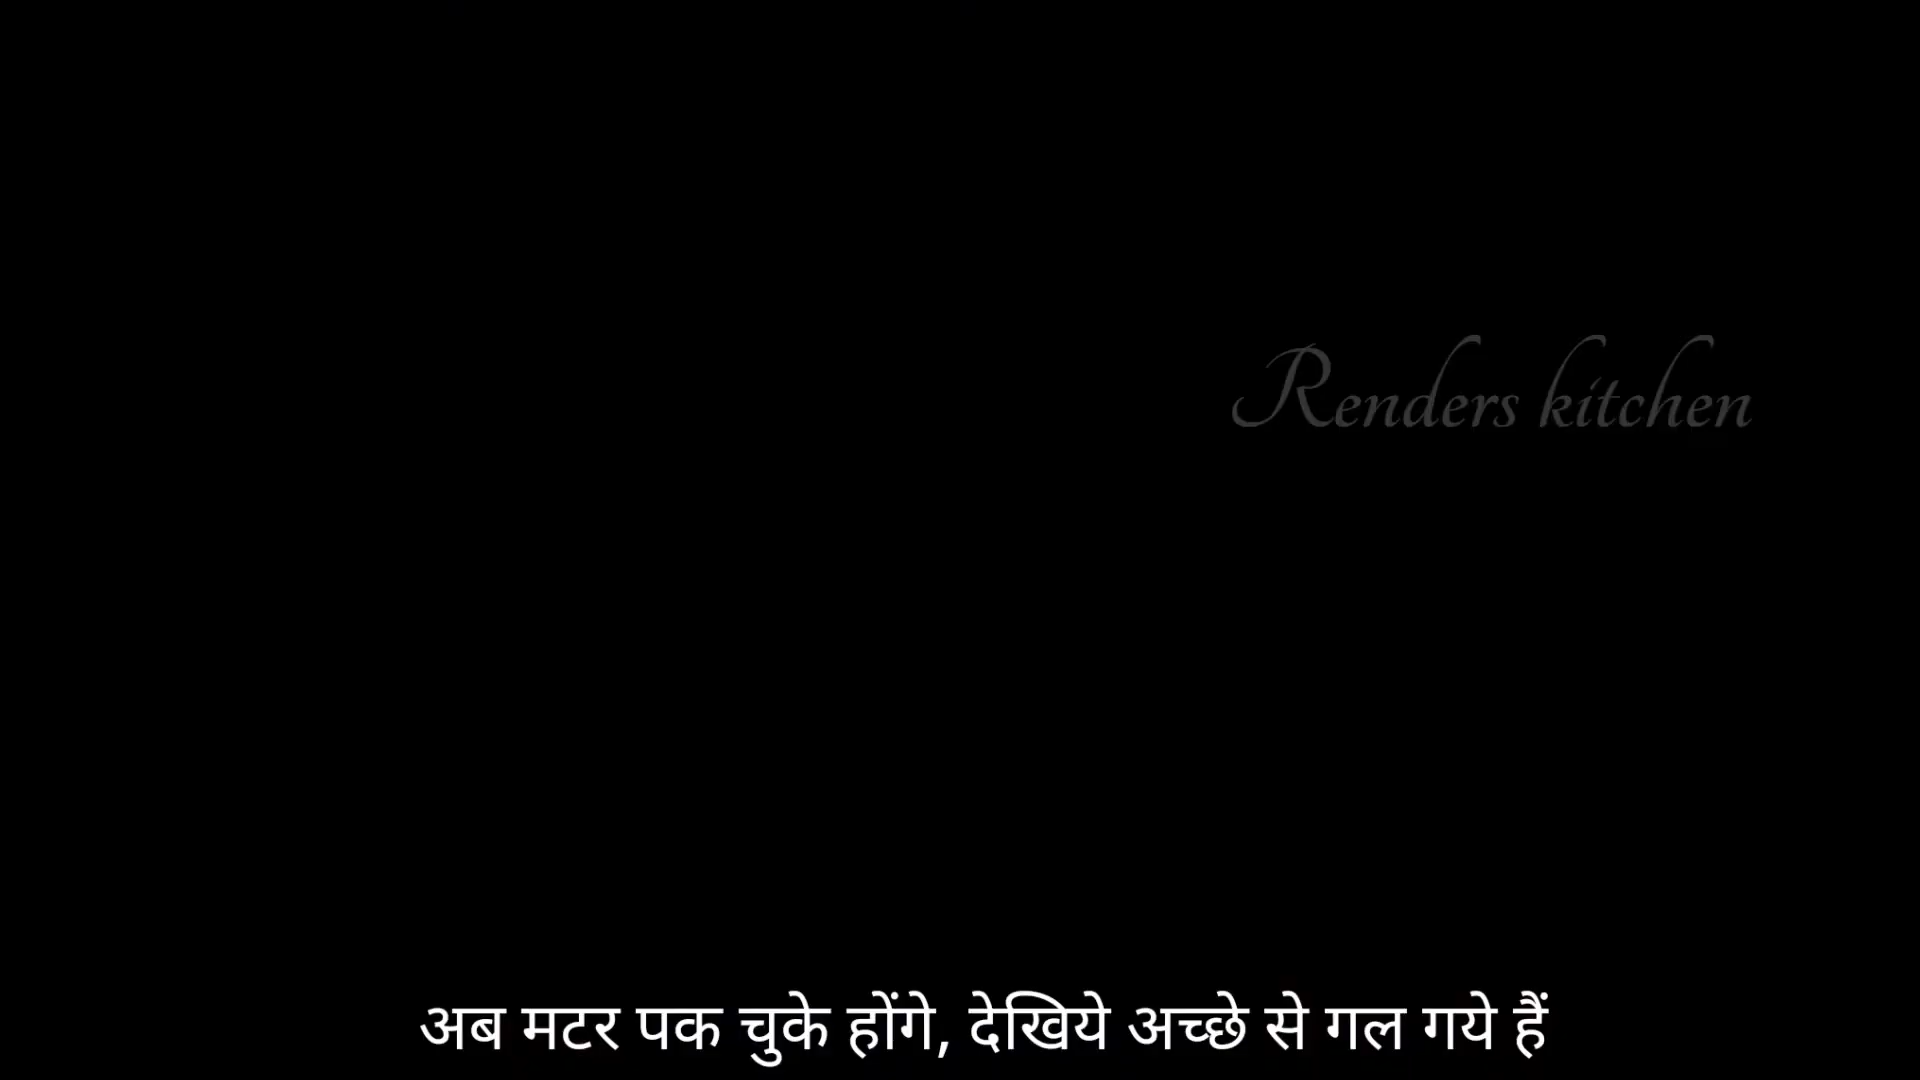 Renders kitchen
अब मटर पक चुके होंगे, देखिये अच्छे से गल गये हैं